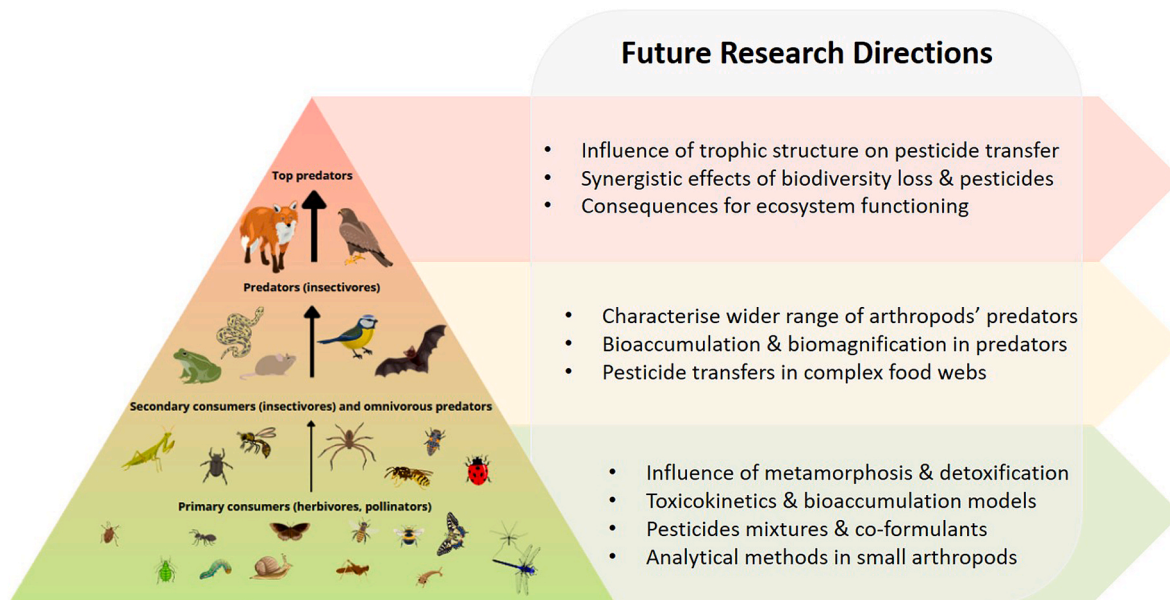 Future Research Directions
Top predators
• Influence of trophic structure on pesticide transfer
• Synergistic effects of biodiversity loss & pesticides
• Consequences for ecosystem functioning
Predators (insectivores)
• Characterise wider range of arthropods’ predators
• Bioaccumulation & biomagnification in predators
• Pesticide transfers in complex food webs
Secondary consumers (insectivores) and omnivorous predators
Primary consumers (herbivores, pollinators)
• Influence of metamorphosis & detoxification
• Toxicokinetics & bioaccumulation models
• Pesticides mixtures & co-formulants
• Analytical methods in small arthropods